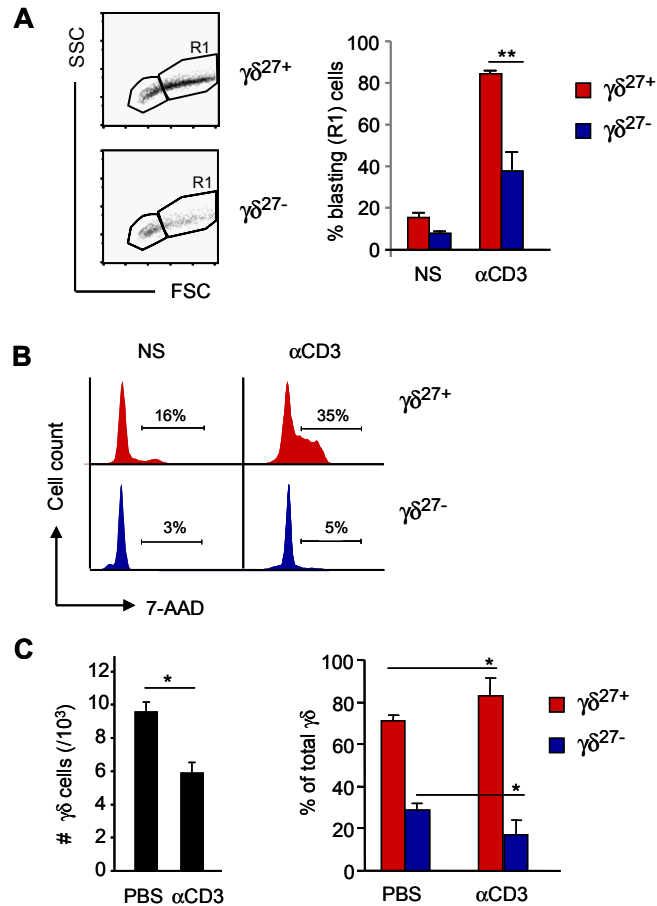 A
SSC
R1
γδ27+
R1
γδ27-
FSC
% blasting (R1) cells
100
80
60
40
20
0
**
NS
αCD3
γδ27+
γδ27-
B
NS
αCD3
Cell count
16%
35%
γδ27+
3%
5%
γδ27-
7-AAD
C
# γδ cells (/10³)
12
10
8
6
4
2
0
*
PBS αCD3
% of total γδ
100
80
60
40
20
0
*
*
PBS
αCD3
γδ27+
γδ27-